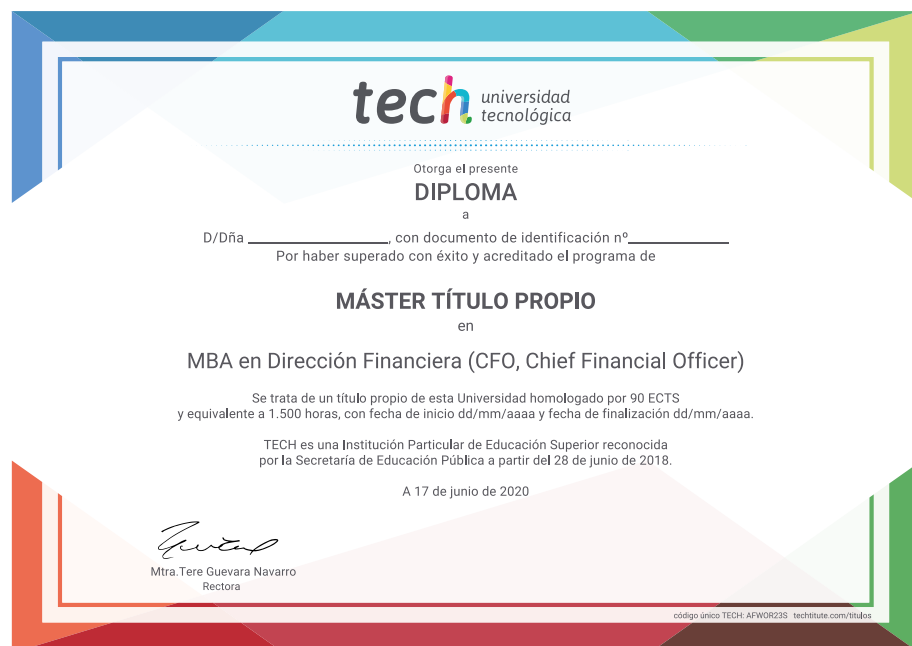 tech universidad
tecnológica
Otorga el presente
DIPLOMA
a
D/Dña ________________, con documento de identificación nº____________
Por haber superado con éxito y acreditado el programa de
MÁSTER TÍTULO PROPIO
en
MBA en Dirección Financiera (CFO, Chief Financial Officer)
Se trata de un título propio de esta Universidad homologado por 90 ECTS
y equivalente a 1.500 horas, con fecha de inicio dd/mm/aaaa y fecha de finalización dd/mm/aaaa.
TECH es una Institución Particular de Educación Superior reconocida
por la Secretaría de Educación Pública a partir del 28 de junio de 2018.
A 17 de junio de 2020
Mtra.Tere Guevara Navarro
Rectora
código único TECH: AFWOR23S techtitute.com/titulos